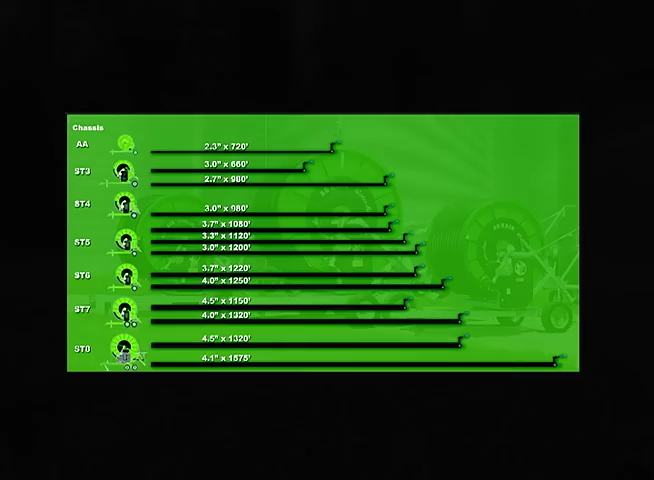 Chassis
AA
2.3" x 720'
3.0" x 660'
ST3
2.7" x 980'
ST4
3.0" x 980'
3.7" x 1080'
3.3" x 1120'
ST5
3.0" x 1200'
3.7" x 1220'
ST6
4.0" x 1250'
4.5" x 1150'
ST7
4.0" x 1320'
4.5" x 1320'
ST8
4.1" x 1575'